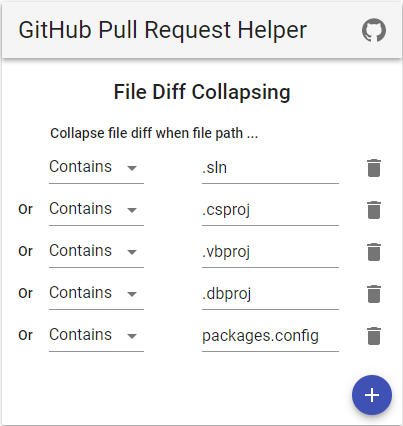 GitHub Pull Request Helper
File Diff Collapsing
Collapse file diff when file path ...
Contains .sln
Or Contains .csproj
Or Contains .vbproj
Or Contains .dbproj
Or Contains packages.config